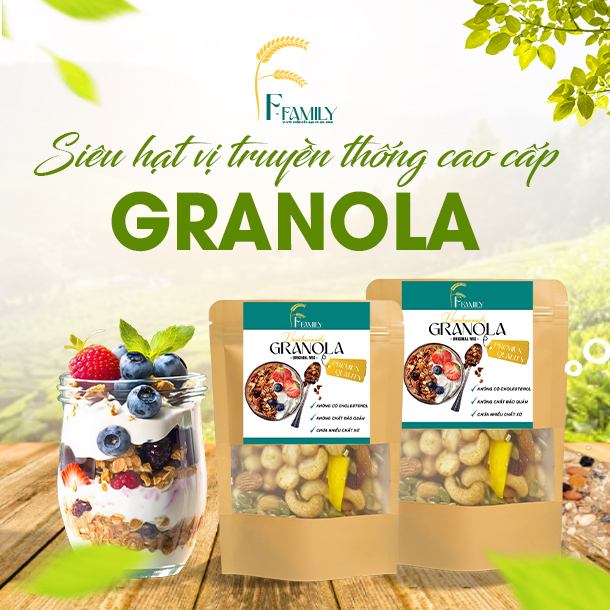 F-FAMILY
Siêu hạt vị truyền thống cao cấp
GRANOLA
F-FAMILY
Handmade
GRANOLA
- ORIGINAL MIX -
PREMIUM
QUALITY
KHÔNG CÓ CHOLESTEROL
KHÔNG CHẤT BẢO QUẢN
CHỨA NHIỀU CHẤT XƠ
F-FAMILY
Handmade
GRANOLA
- ORIGINAL MIX -
PREMIUM
QUALITY
KHÔNG CÓ CHOLESTEROL
KHÔNG CHẤT BẢO QUẢN
CHỨA NHIỀU CHẤT XƠ